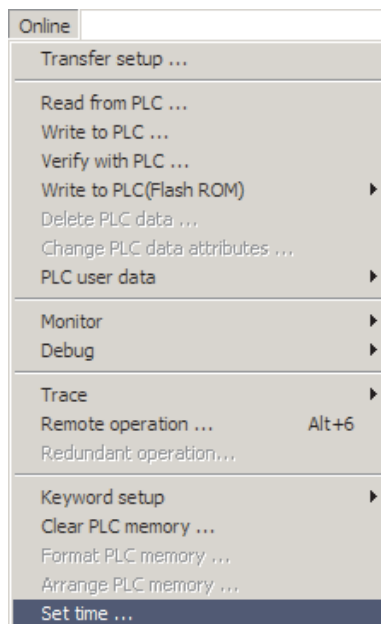 Online
Transfer setup ...
Read from PLC ...
Write to PLC ...
Verify with PLC ...
Write to PLC(Flash ROM)
Delete PLC data ...
Change PLC data attributes ...
PLC user data
Monitor
Debug
Trace
Remote operation ... Alt+6
Redundant operation...
Keyword setup
Clear PLC memory ...
Format PLC memory ...
Arrange PLC memory ...
Set time ...